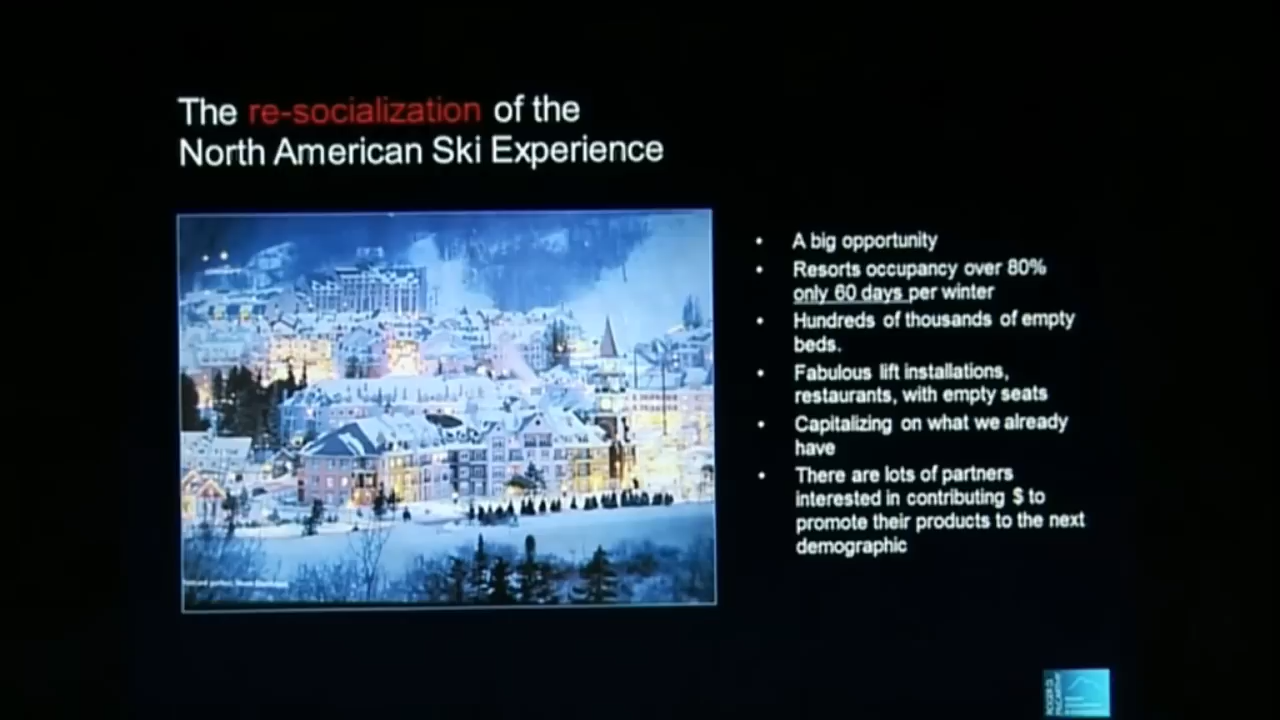 The re-socialization of the
North American Ski Experience
• A big opportunity
• Resorts occupancy over 80%
only 60 days per winter
• Hundreds of thousands of empty
beds.
• Fabulous lift installations,
restaurants, with empty seats
• Capitalizing on what we already
have
• There are lots of partners
interested in contributing $ to
promote their products to the next
demographic